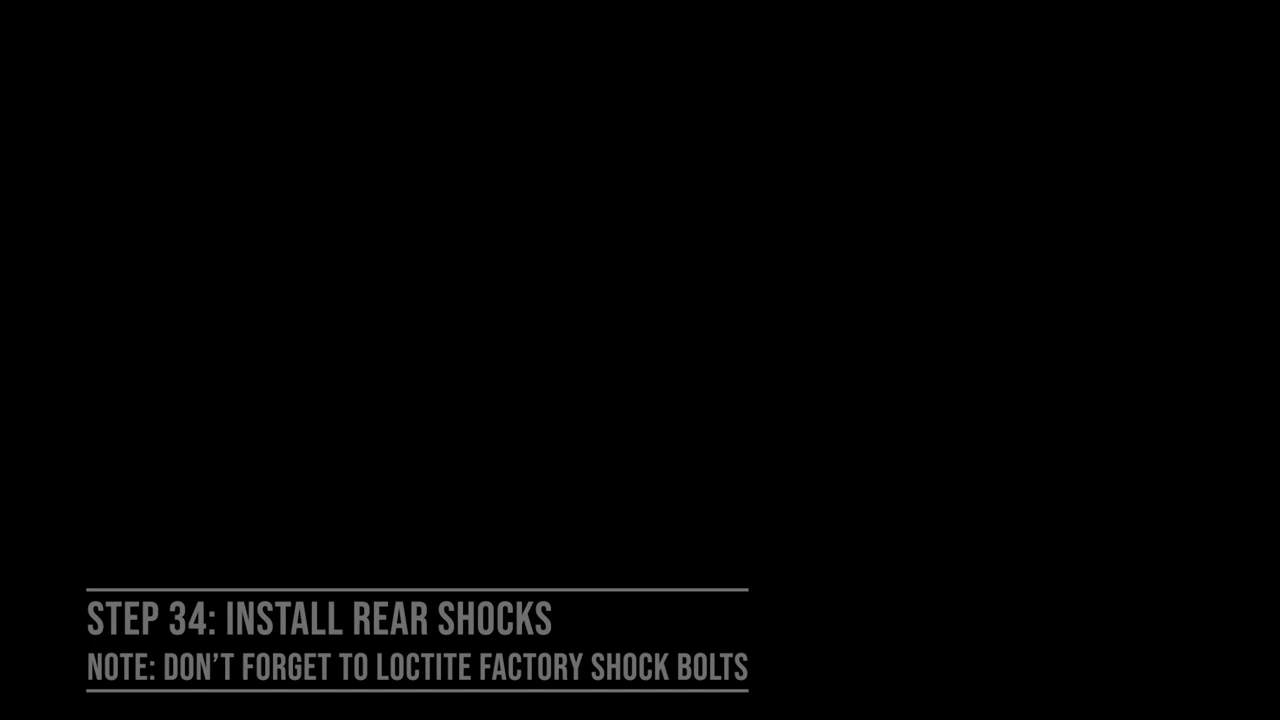 STEP 34: INSTALL REAR SHOCKS
NOTE: DON’T FORGET TO LOCTITE FACTORY SHOCK BOLTS